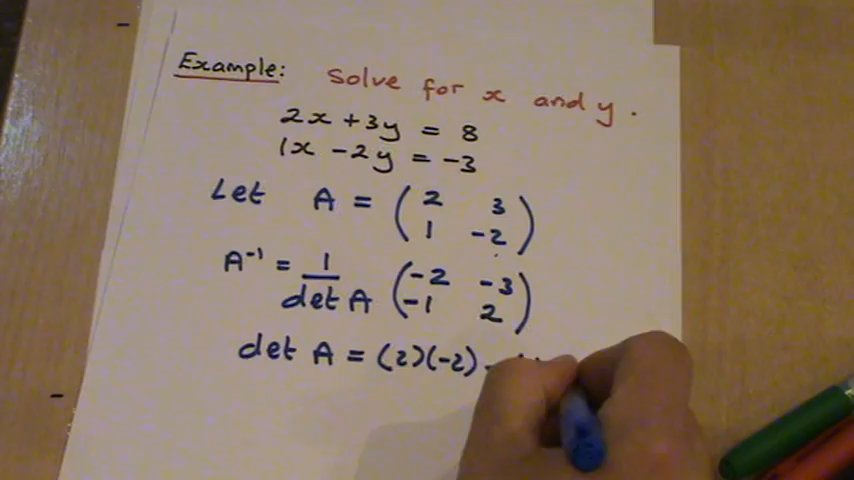 Example: Solve for x and y.
2x + 3y = 8
1x - 2y = -3
Let A = ( 2 3
1 -2 )
A⁻¹ = 1/det A ( -2 -3
-1 2 )
det A = (2)(-2) -